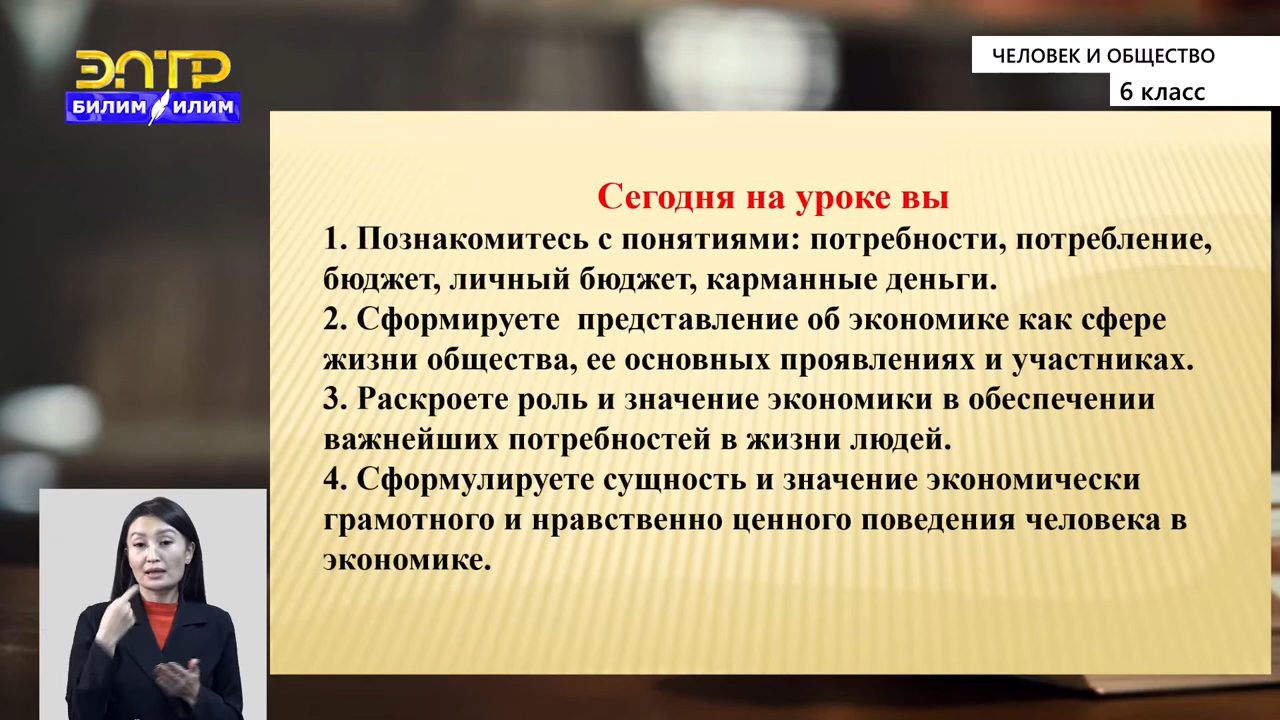 ЭЛТР
БИЛИМ ИЛИМ
ЧЕЛОВЕК И ОБЩЕСТВО
6 класс
Сегодня на уроке вы
1. Познакомитесь с понятиями: потребности, потребление,
бюджет, личный бюджет, карманные деньги.
2. Сформируете  представление об экономике как сфере
жизни общества, ее основных проявлениях и участниках.
3. Раскроете роль и значение экономики в обеспечении
важнейших потребностей в жизни людей.
4. Сформулируете сущность и значение экономически
грамотного и нравственно ценного поведения человека в
экономике.